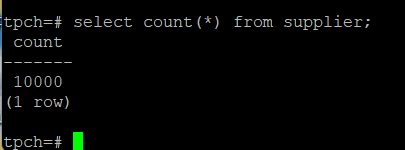 tpch=# select count(*) from supplier;
count
-------
10000
(1 row)
tpch=#